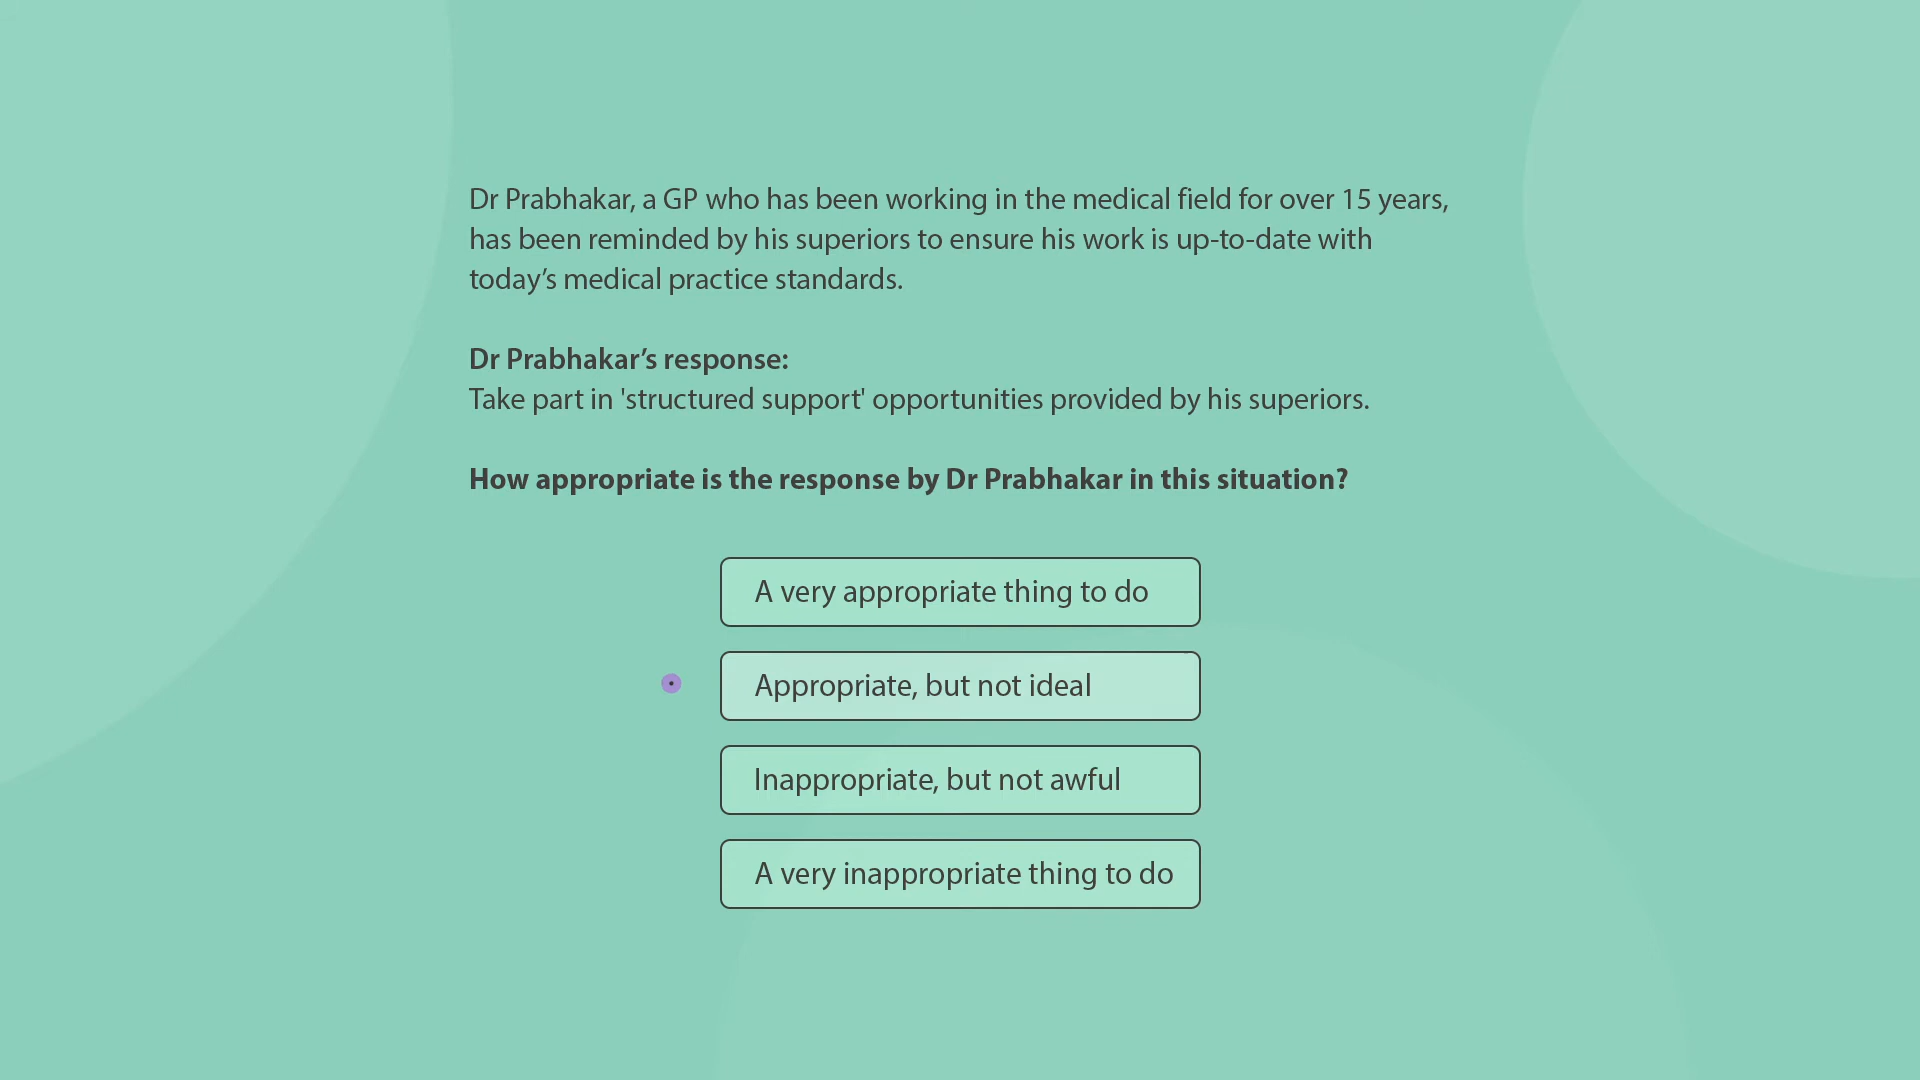 Dr Prabhakar, a GP who has been working in the medical field for over 15 years,
has been reminded by his superiors to ensure his work is up-to-date with
today’s medical practice standards.
Dr Prabhakar’s response:
Take part in 'structured support' opportunities provided by his superiors.
How appropriate is the response by Dr Prabhakar in this situation?
A very appropriate thing to do
Appropriate, but not ideal
Inappropriate, but not awful
A very inappropriate thing to do